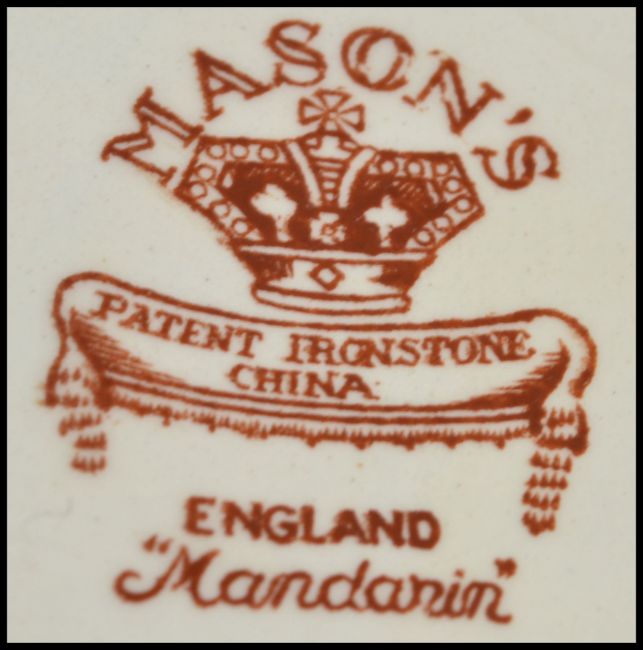 MASON'S
PATENT IRONSTONE
CHINA
ENGLAND
"Mandarin"